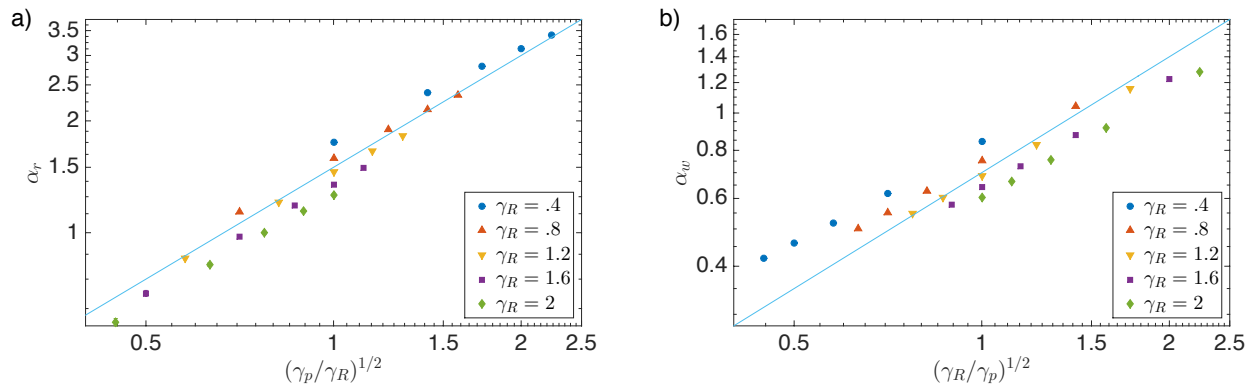 a)
3.5
3
2.5
2
1.5
1
α_r
0.5 1 1.5 2 2.5
(γ_p/γ_R)^{1/2}
γ_R = .4
γ_R = .8
γ_R = 1.2
γ_R = 1.6
γ_R = 2
b)
1.6
1.4
1.2
1
0.8
0.6
0.4
α_w
0.5 1 1.5 2 2.5
(γ_R/γ_p)^{1/2}
γ_R = .4
γ_R = .8
γ_R = 1.2
γ_R = 1.6
γ_R = 2